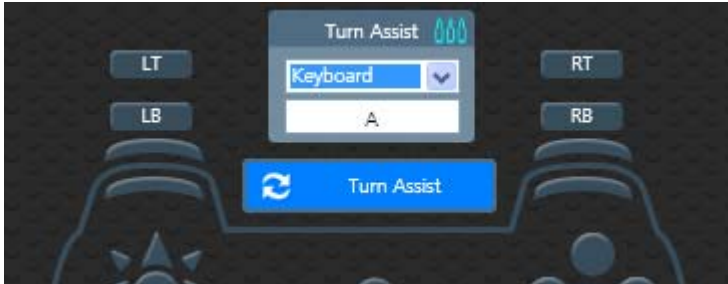 Turn Assist
LT
Keyboard
RT
LB
A
RB
Turn Assist